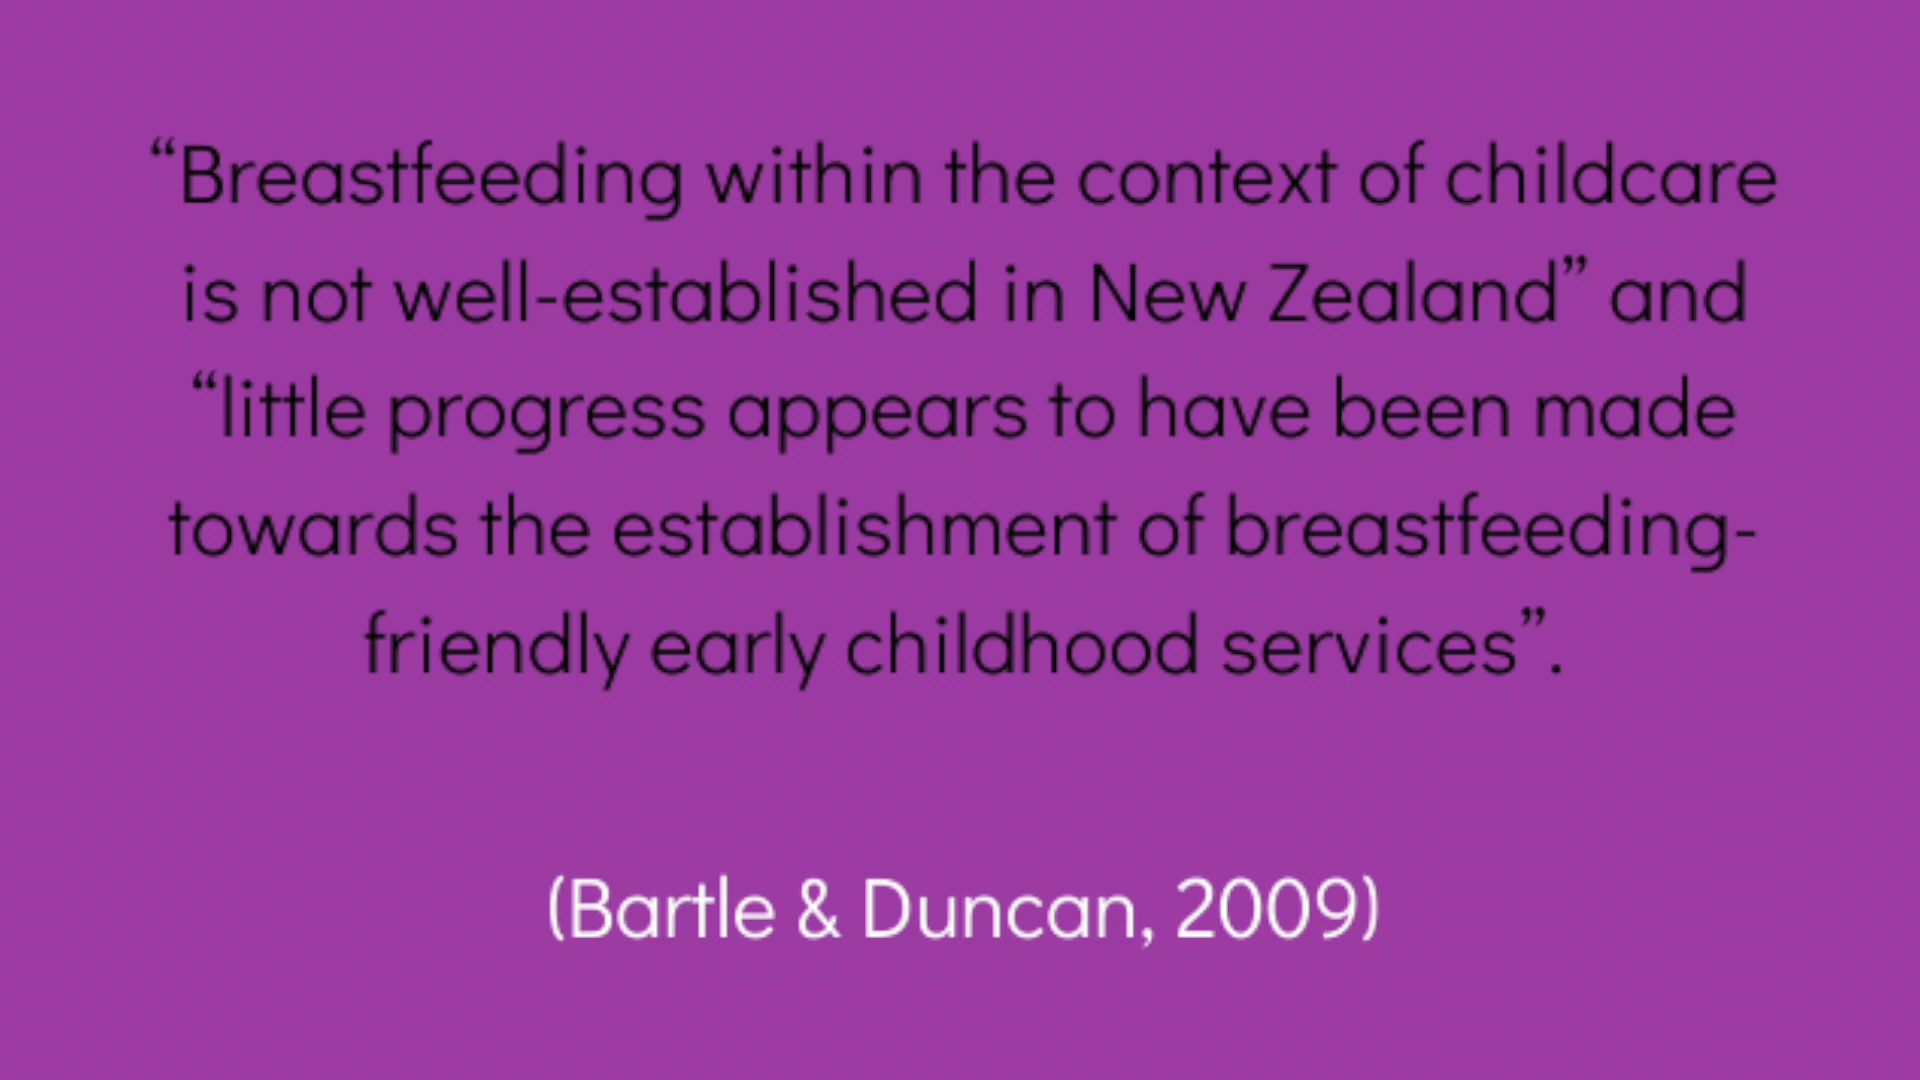 “Breastfeeding within the context of childcare
is not well-established in New Zealand” and
“little progress appears to have been made
towards the establishment of breastfeeding-
friendly early childhood services”.
(Bartle & Duncan, 2009)